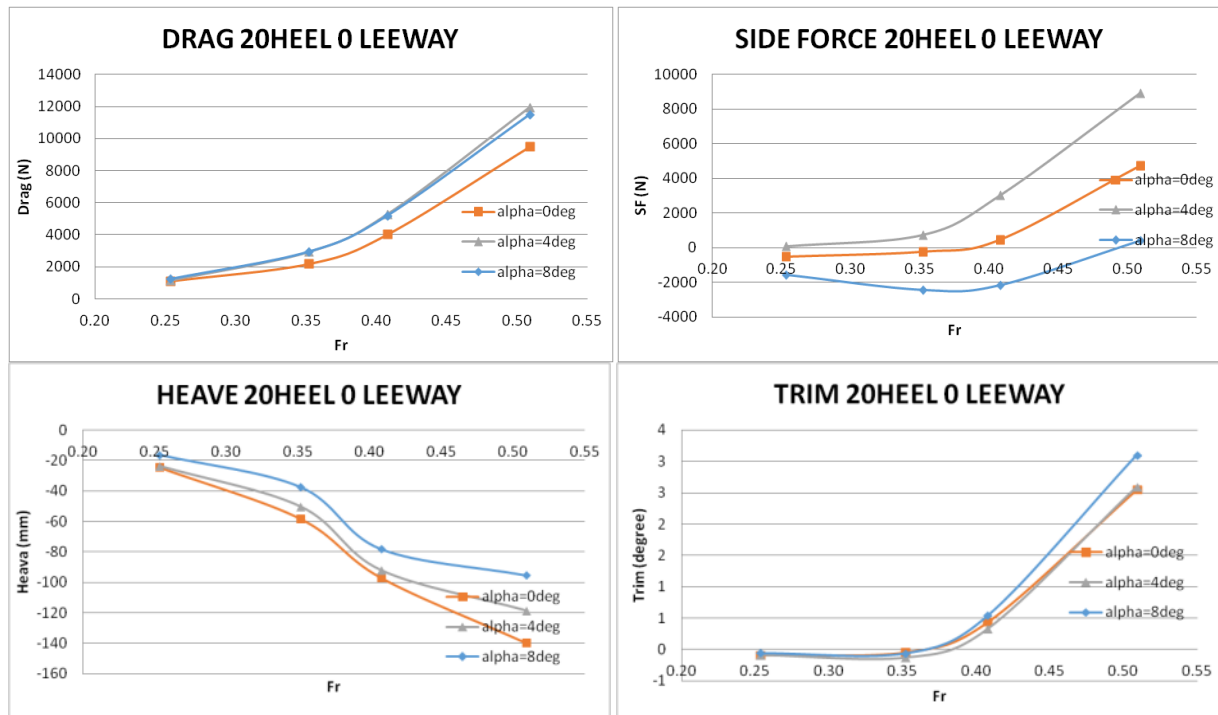 DRAG 20HEEL 0 LEEWAY
14000
12000
10000
8000
6000
4000
2000
0
Drag (N)
0.20 0.25 0.30 0.35 0.40 0.45 0.50 0.55
Fr
alpha=0deg
alpha=4deg
alpha=8deg
SIDE FORCE 20HEEL 0 LEEWAY
10000
8000
6000
4000
2000
0
-2000
-4000
SF (N)
0.20 0.25 0.30 0.35 0.40 0.45 0.50 0.55
Fr
alpha=0deg
alpha=4deg
alpha=8deg
HEAVE 20HEEL 0 LEEWAY
0
-20
-40
-60
-80
-100
-120
-140
-160
Heava (mm)
0.20 0.25 0.30 0.35 0.40 0.45 0.50 0.55
Fr
alpha=0deg
alpha=4deg
alpha=8deg
TRIM 20HEEL 0 LEEWAY
4
3
3
2
2
1
1
0
-1
Trim (degree)
0.20 0.25 0.30 0.35 0.40 0.45 0.50 0.55
Fr
alpha=0deg
alpha=4deg
alpha=8deg